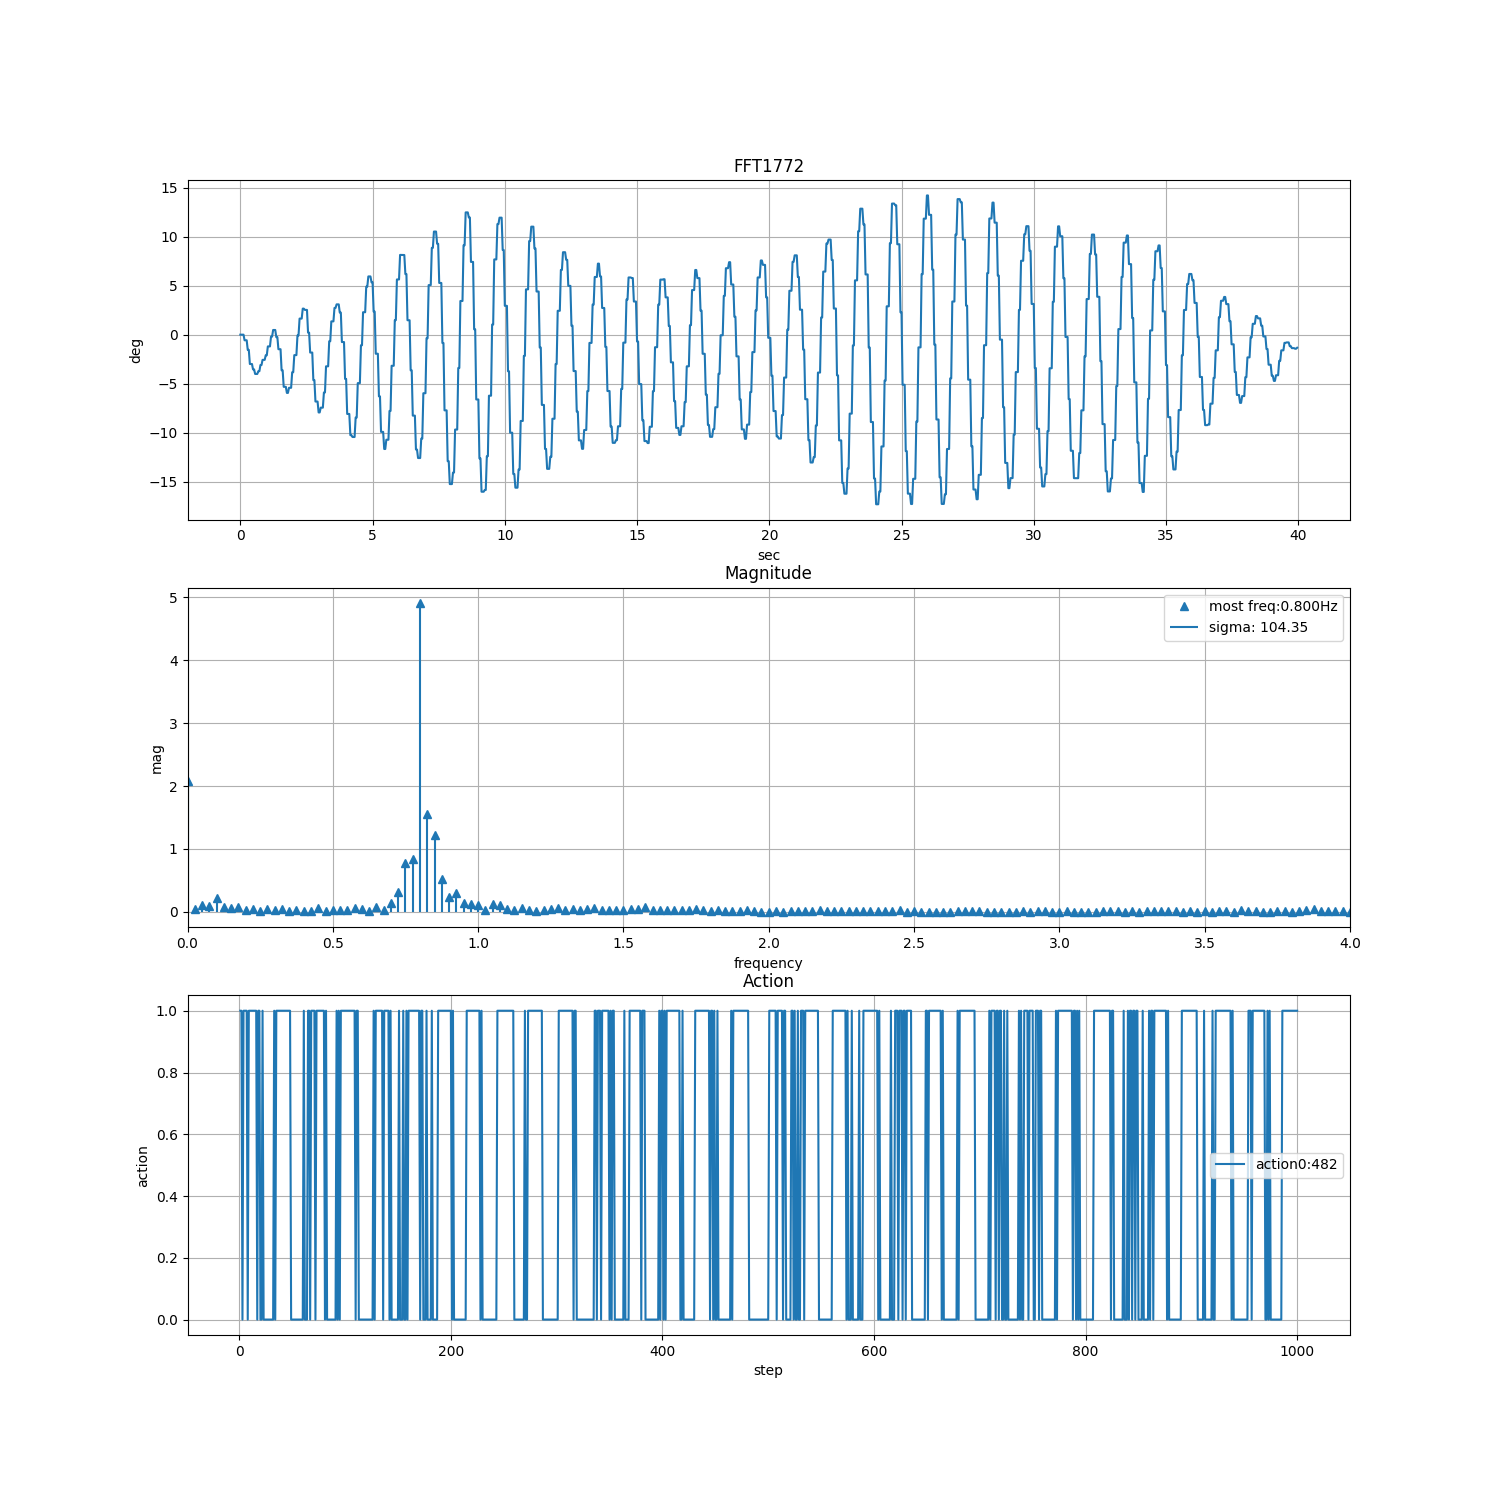 FFT1772
15
10
5
0
−5
−10
−15
deg
0 5 10 15 20 25 30 35 40
sec
Magnitude
5
4
3
2
1
0
mag
most freq:0.800Hz
sigma: 104.35
0.0 0.5 1.0 1.5 2.0 2.5 3.0 3.5 4.0
frequency
Action
1.0
0.8
0.6
0.4
0.2
0.0
action
action0:482
0 200 400 600 800 1000
step